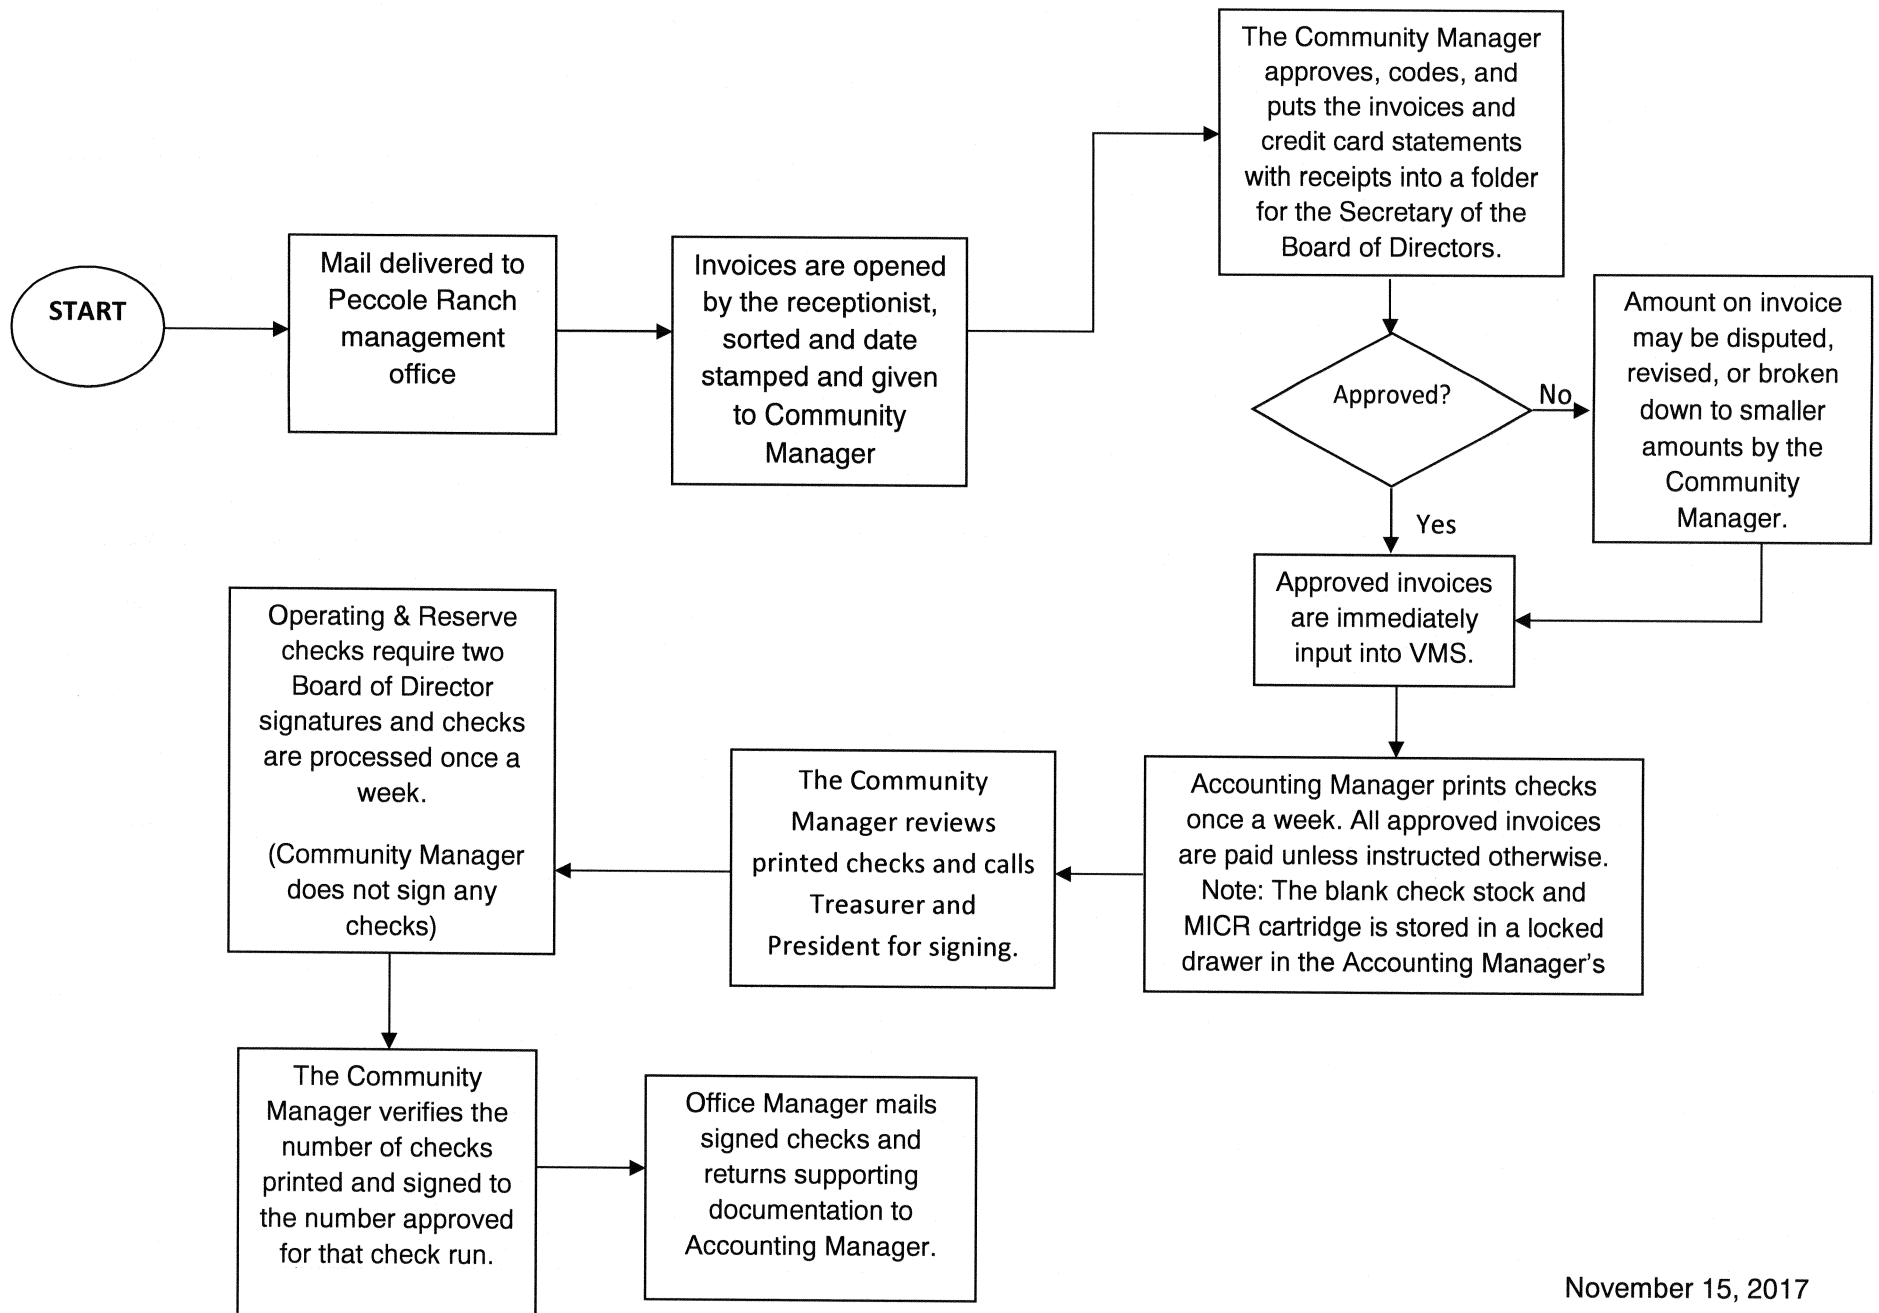 START
Mail delivered to
Peccole Ranch
management
office
Invoices are opened
by the receptionist,
sorted and date
stamped and given
to Community
Manager
The Community Manager
approves, codes, and
puts the invoices and
credit card statements
with receipts into a folder
for the Secretary of the
Board of Directors.
Approved?
No
Amount on invoice
may be disputed,
revised, or broken
down to smaller
amounts by the
Community
Manager.
Yes
Approved invoices
are immediately
input into VMS.
Accounting Manager prints checks
once a week. All approved invoices
are paid unless instructed otherwise.
Note: The blank check stock and
MICR cartridge is stored in a locked
drawer in the Accounting Manager's
The Community
Manager reviews
printed checks and calls
Treasurer and
President for signing.
Operating & Reserve
checks require two
Board of Director
signatures and checks
are processed once a
week.
(Community Manager
does not sign any
checks)
The Community
Manager verifies the
number of checks
printed and signed to
the number approved
for that check run.
Office Manager mails
signed checks and
returns supporting
documentation to
Accounting Manager.
November 15, 2017